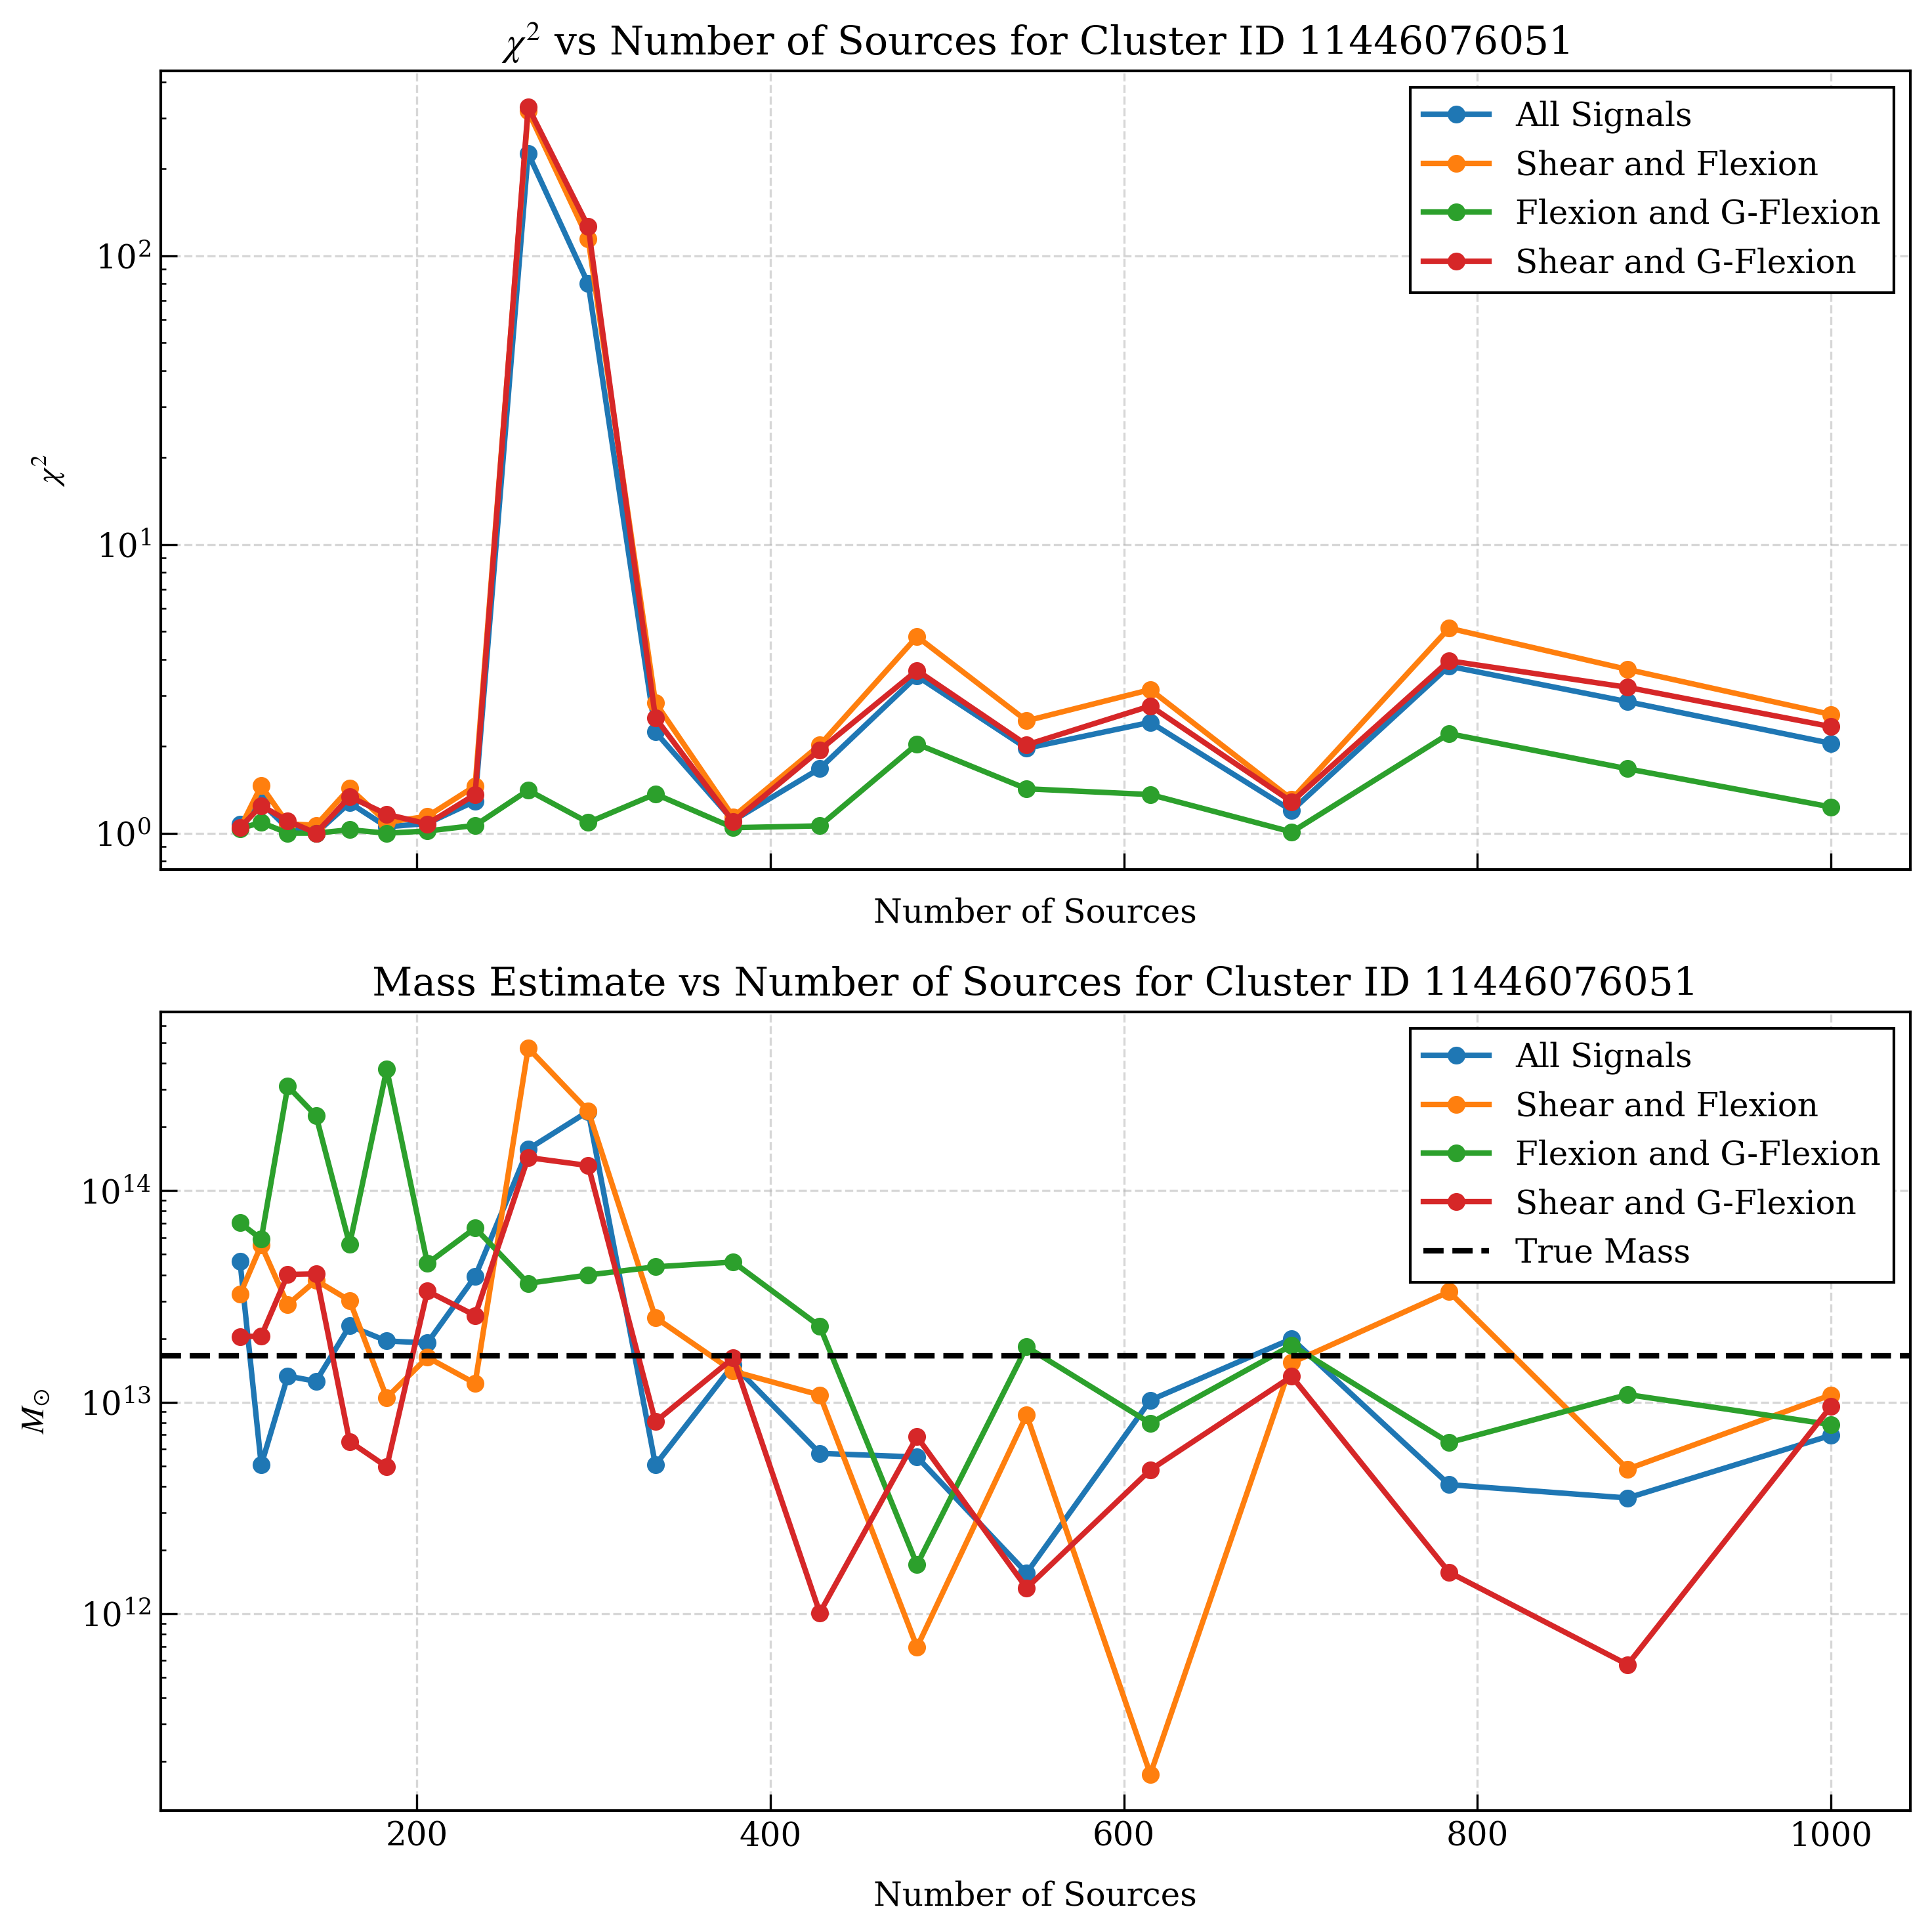 χ² vs Number of Sources for Cluster ID 11446076051
All Signals
Shear and Flexion
Flexion and G-Flexion
Shear and G-Flexion
10²
10¹
10⁰
χ²
Number of Sources
Mass Estimate vs Number of Sources for Cluster ID 11446076051
All Signals
Shear and Flexion
Flexion and G-Flexion
Shear and G-Flexion
True Mass
10¹⁴
10¹³
10¹²
M⊙
200 400 600 800 1000
Number of Sources